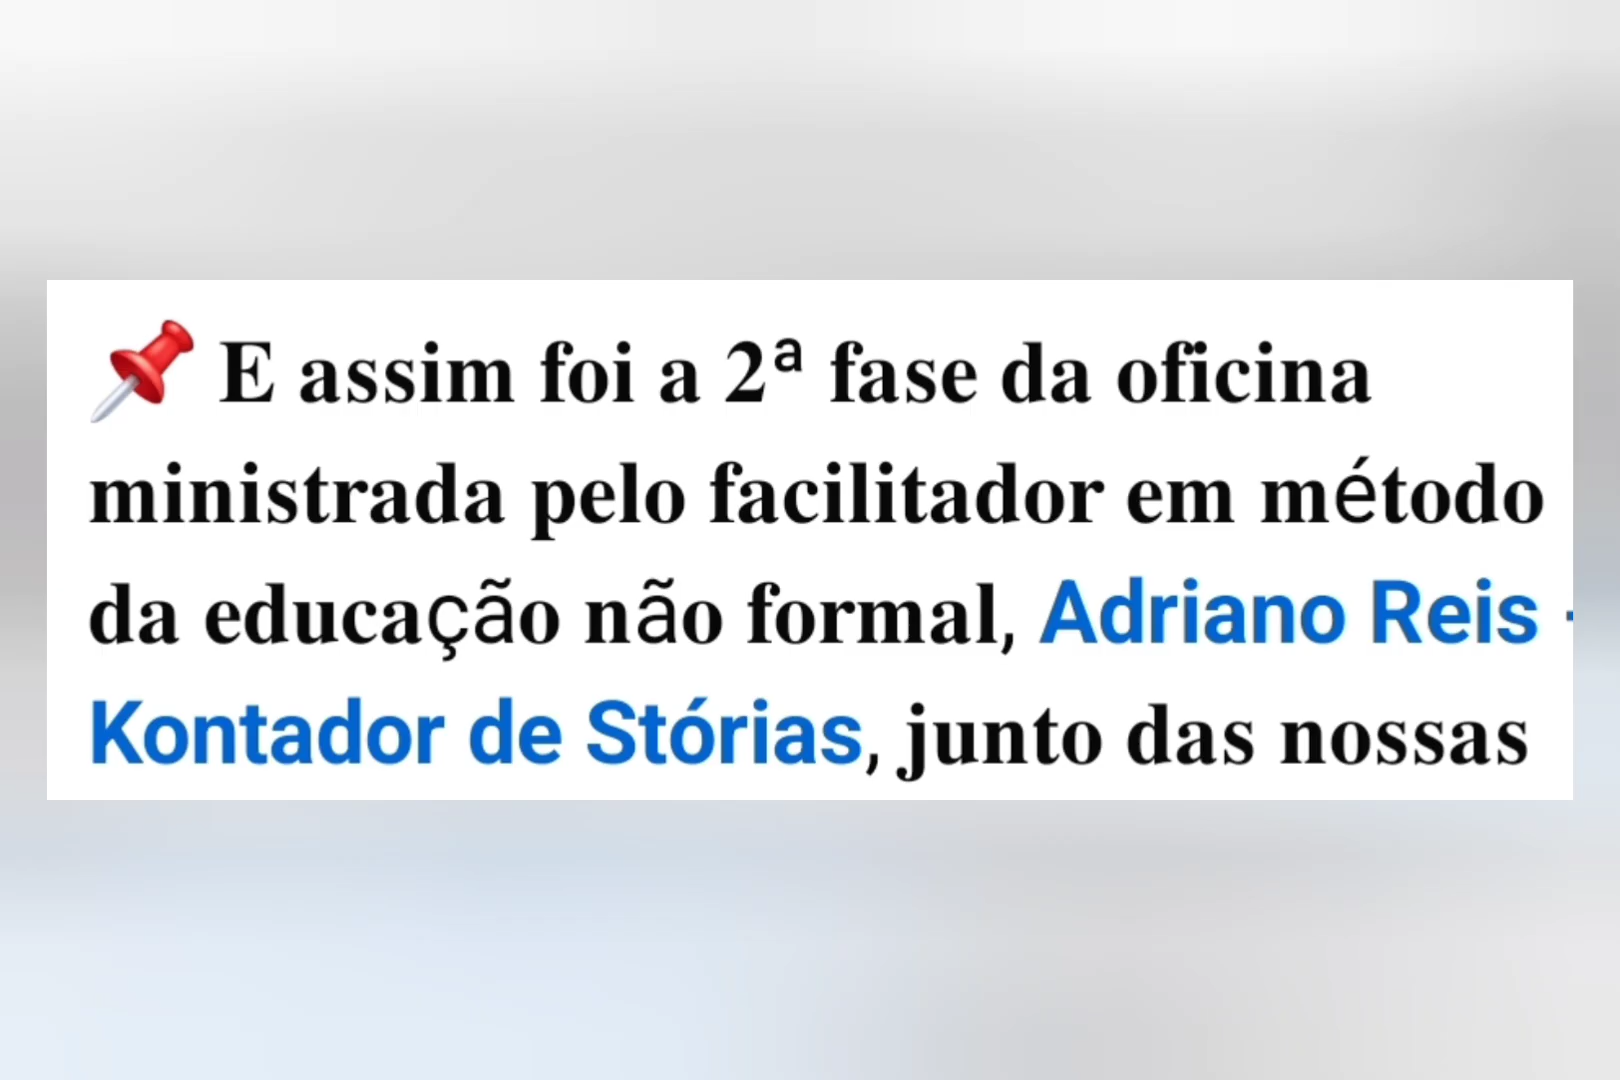 📌 E assim foi a 2ª fase da oficina
ministrada pelo facilitador em método
da educação não formal, Adriano Reis -
Kontador de Stórias, junto das nossas